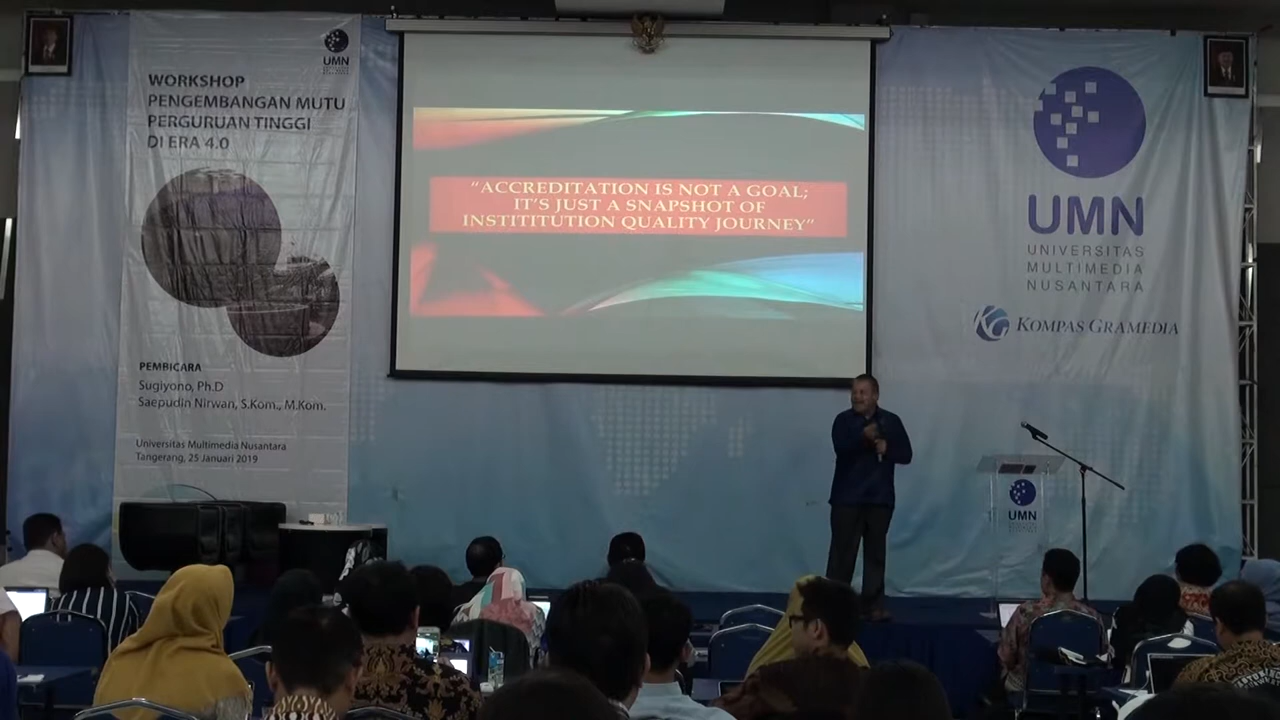 UMN
WORKSHOP
PENGEMBANGAN MUTU
PERGURUAN TINGGI
DI ERA 4.0
PEMBICARA
Sugiyono, Ph.D
Saepudin Nirwan, S.Kom., M.Kom.
Universitas Multimedia Nusantara
Tangerang, 25 Januari 2019
"ACCREDITATION IS NOT A GOAL;
IT'S JUST A SNAPSHOT OF
INSTITITUTION QUALITY JOURNEY"
UMN
UNIVERSITAS
MULTIMEDIA
NUSANTARA
KOMPAS GRAMEDIA
UMN